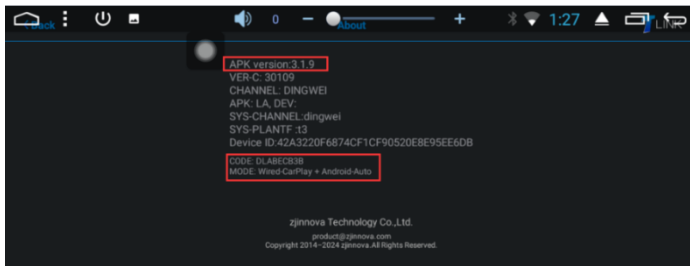 Back
0
About
1:27
LINK
APK version:3.1.9
VER-C: 30109
CHANNEL: DINGWEI
APK: LA, DEV:
SYS-CHANNEL:dingwei
SYS-PLANTF :t3
Device ID:42A3220F6874CF1CF90520E8E95EE6DB
CODE: DLABECB3B
MODE: Wired-CarPlay + Android-Auto
zjinnova Technology Co.,Ltd.
product@zjinnova.com
Copyright 2014-2024 zjinnova.All Rights Reserved.